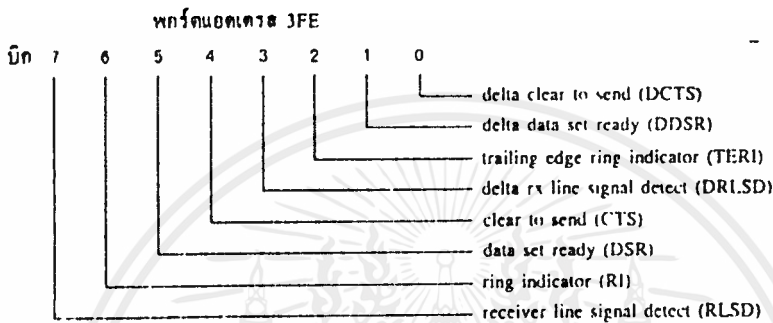 พอร์ตแอดเดรส 3FE
บิต 7 6 5 4 3 2 1 0
delta clear to send (DCTS)
delta data set ready (DDSR)
trailing edge ring indicator (TERI)
delta rx line signal detect (DRLSD)
clear to send (CTS)
data set ready (DSR)
ring indicator (RI)
receiver line signal detect (RLSD)